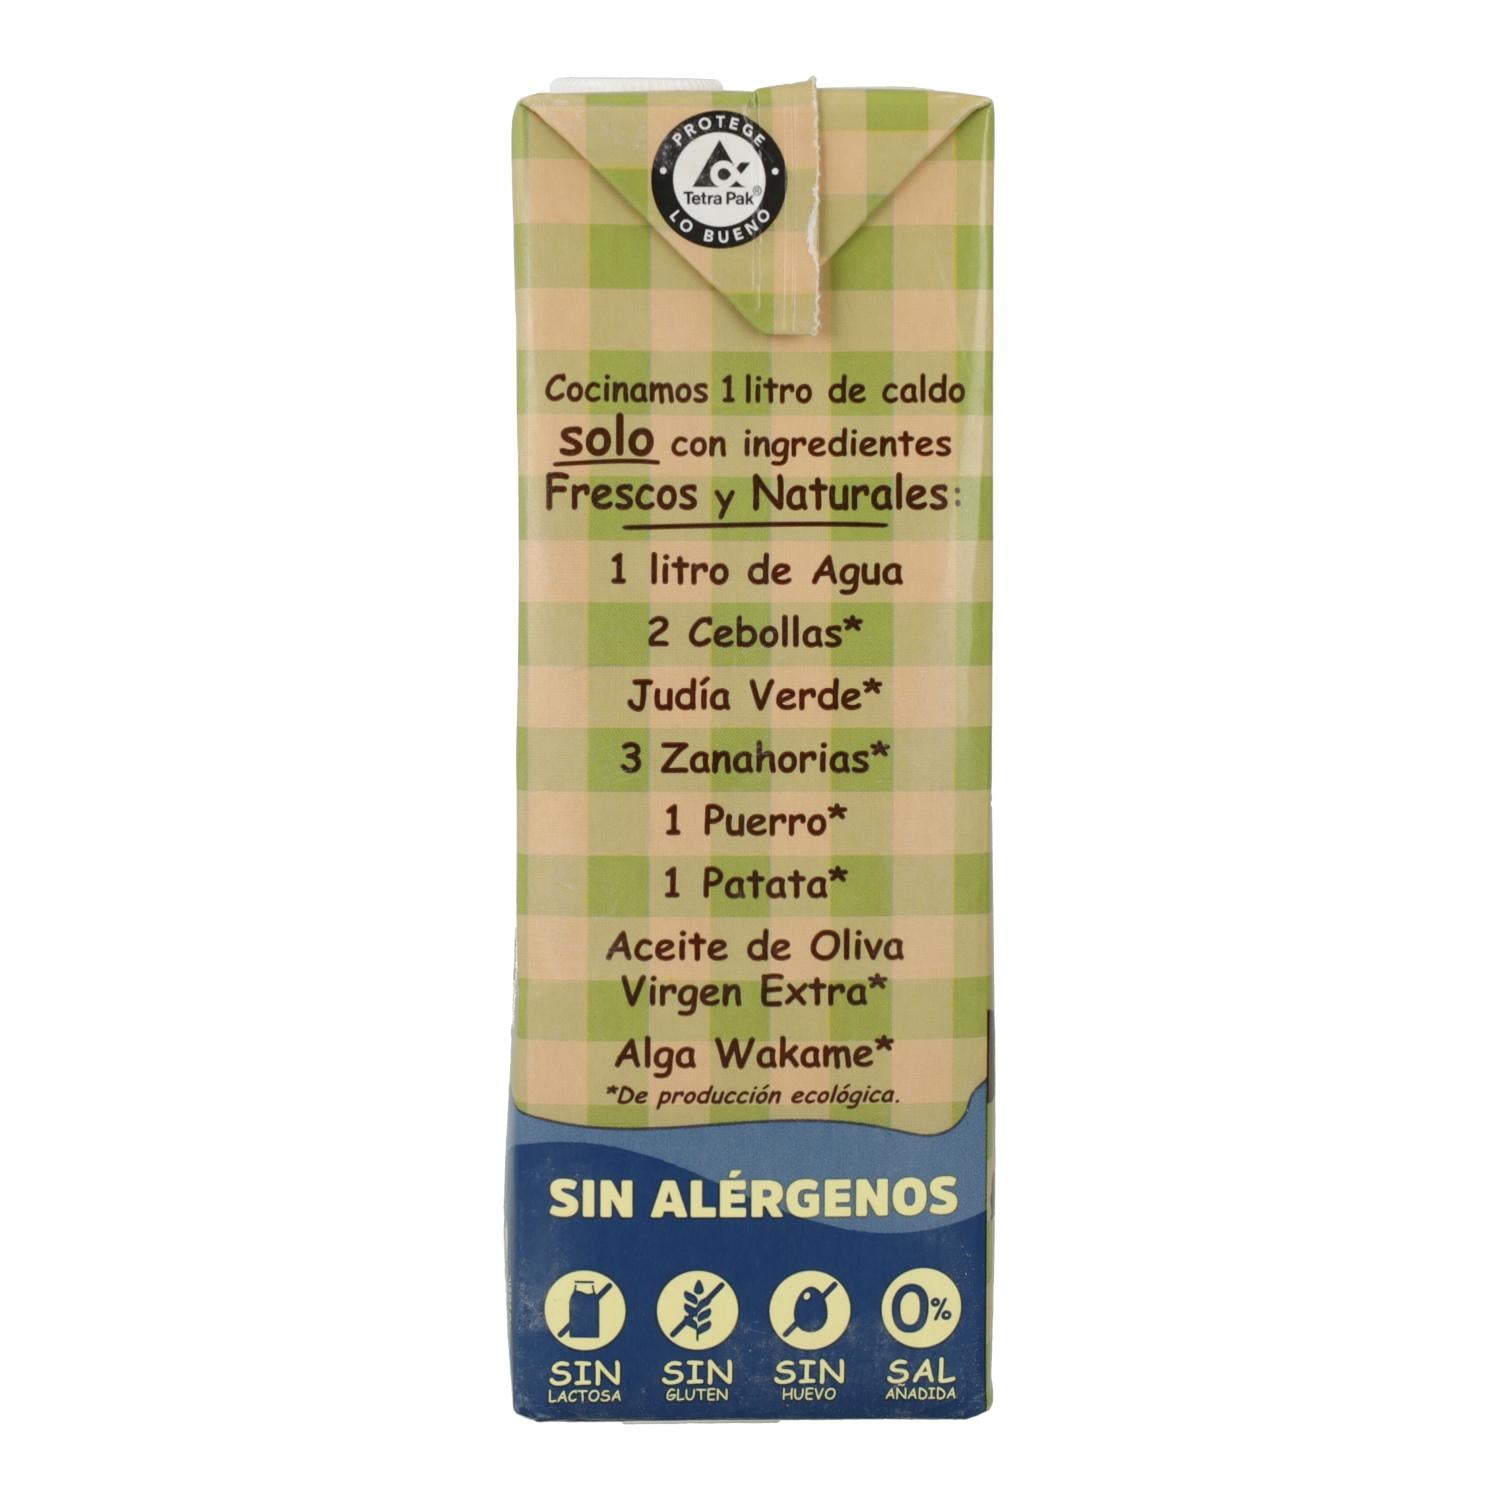 PROTEGE
Tetra Pak®
LO BUENO
Cocinamos 1 litro de caldo
solo con ingredientes
Frescos y Naturales:
1 litro de Agua
2 Cebollas*
Judía Verde*
3 Zanahorias*
1 Puerro*
1 Patata*
Aceite de Oliva
Virgen Extra*
Alga Wakame*
*De producción ecológica.
SIN ALÉRGENOS
0%
SIN SIN SIN SAL
LACTOSA GLUTEN HUEVO AÑADIDA